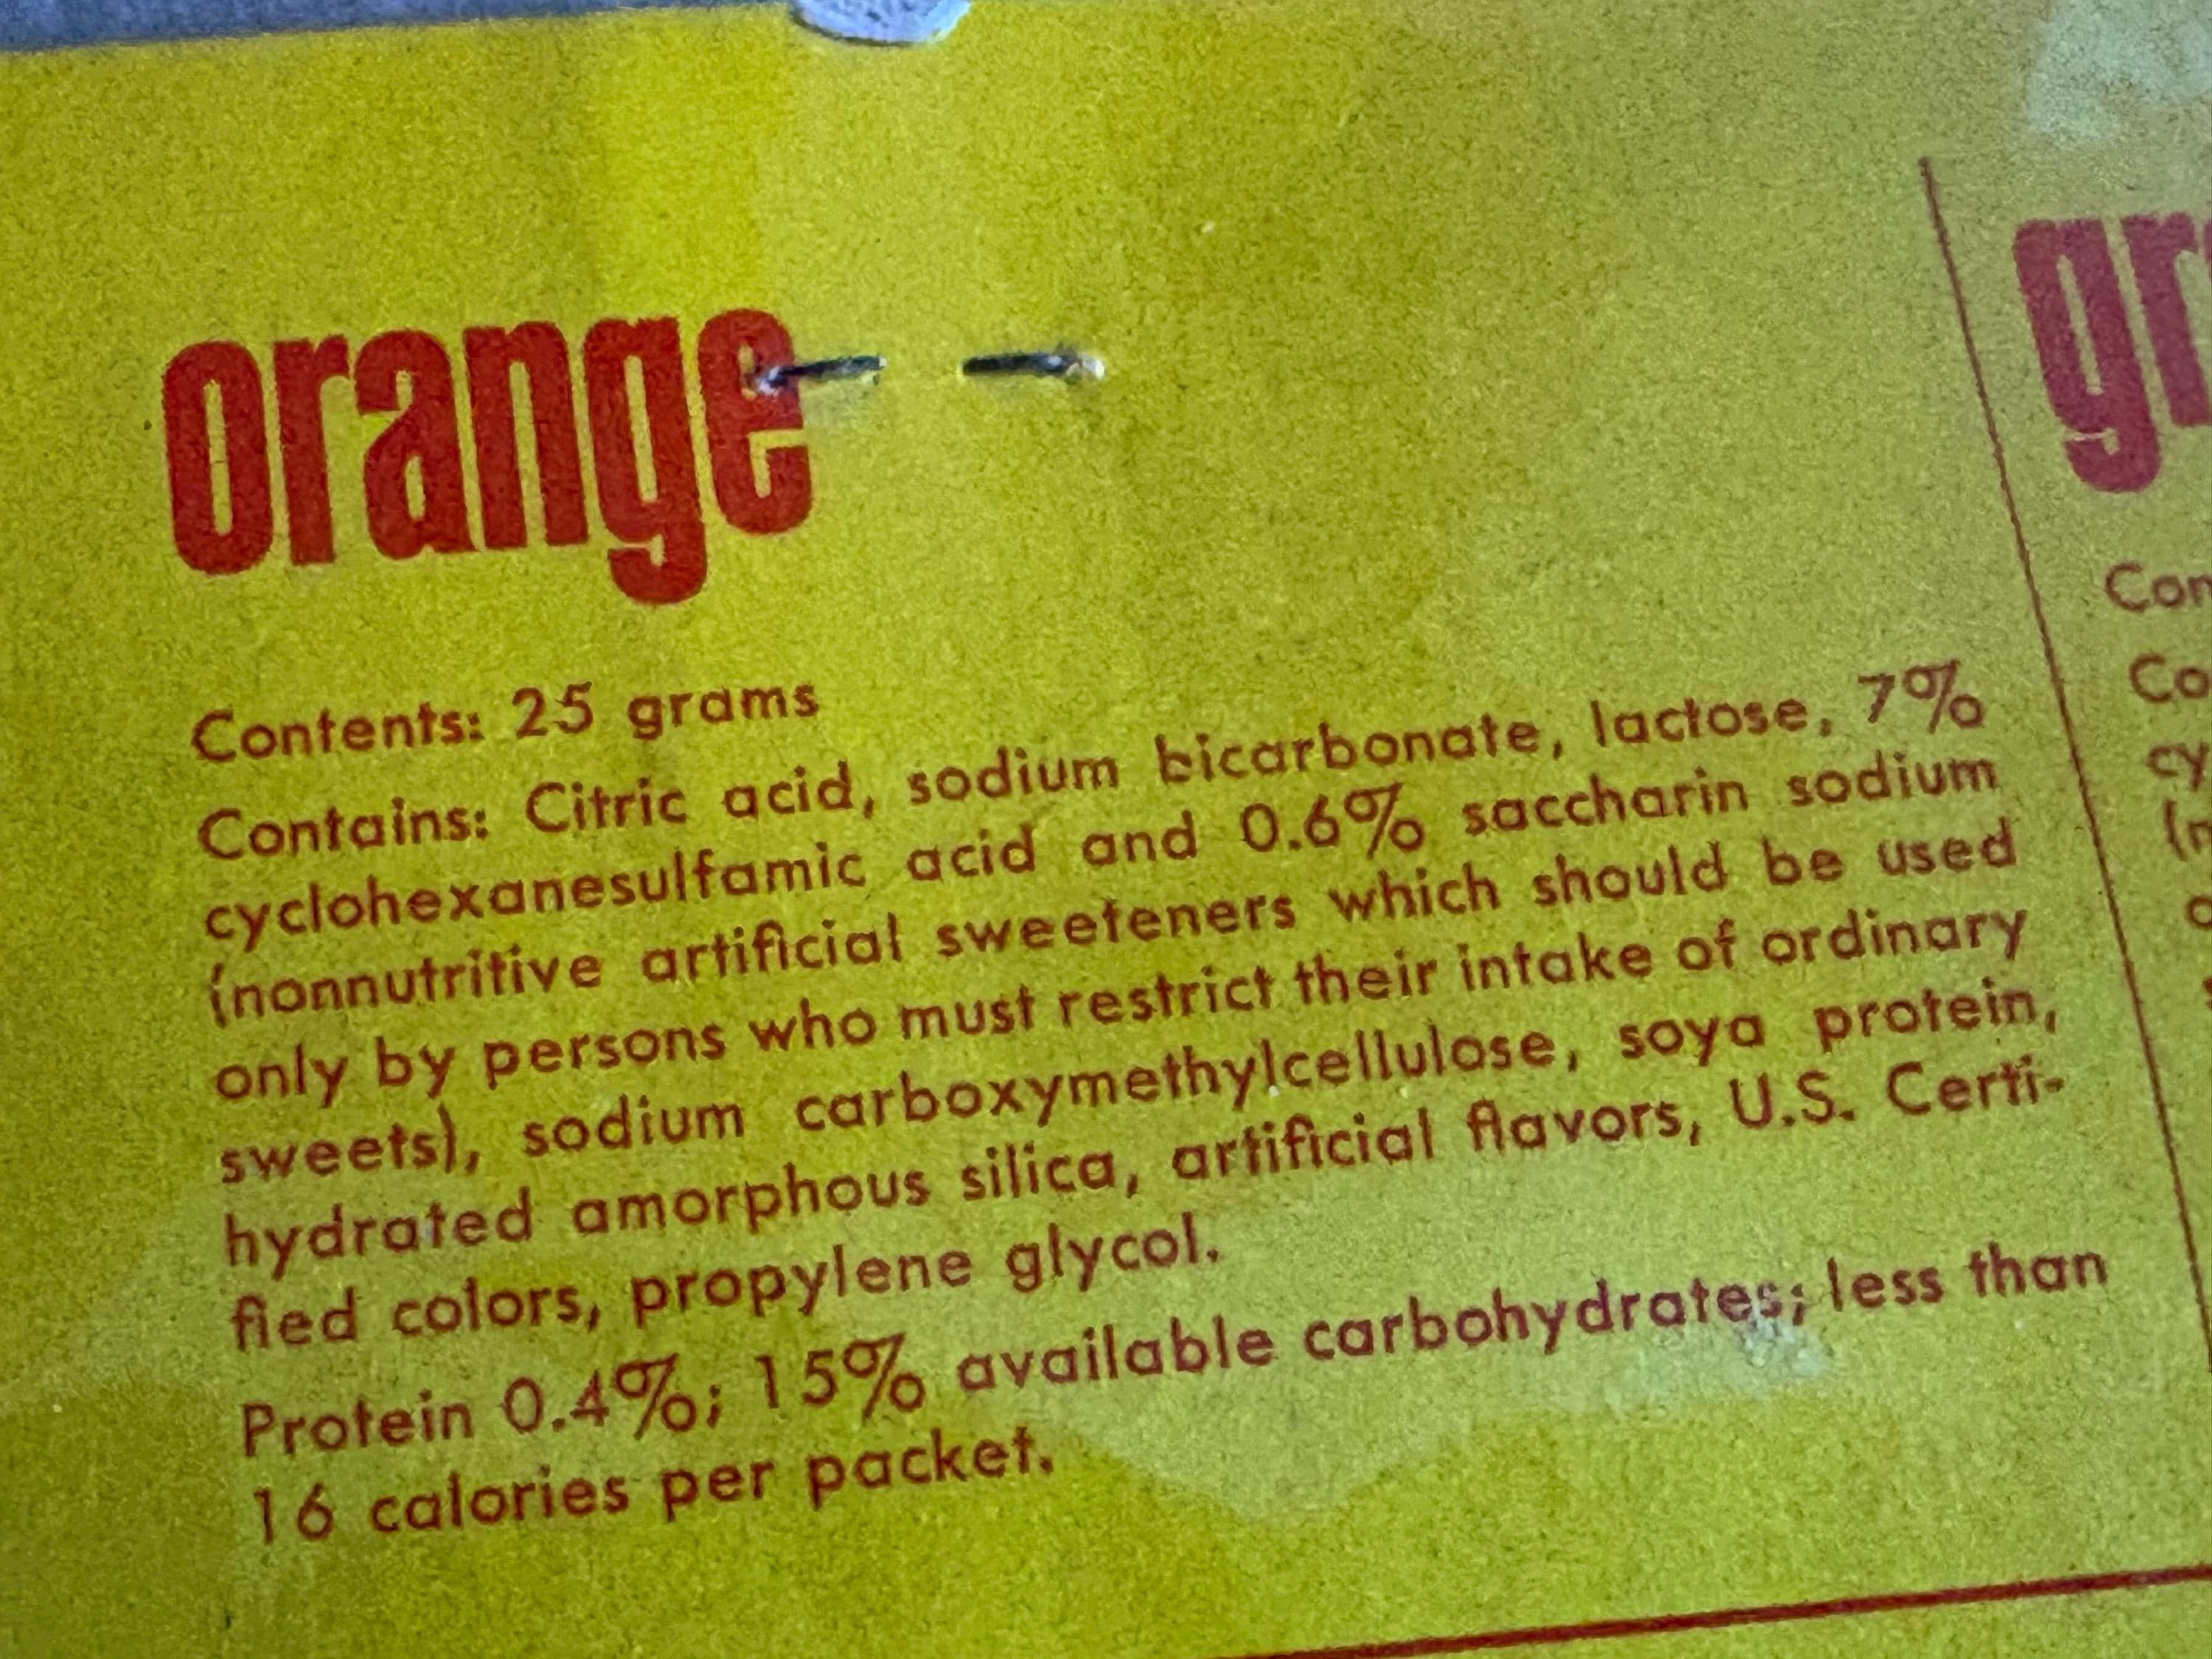 orange
Contents: 25 grams
Contains: Citric acid, sodium bicarbonate, lactose, 7%
cyclohexanesulfamic acid and 0.6% saccharin sodium
(nonnutritive artificial sweeteners which should be used
only by persons who must restrict their intake of ordinary
sweets), sodium carboxymethylcellulose, soya protein,
hydrated amorphous silica, artificial flavors, U.S. Certi-
fied colors, propylene glycol.
Protein 0.4%; 15% available carbohydrates; less than
16 calories per packet.